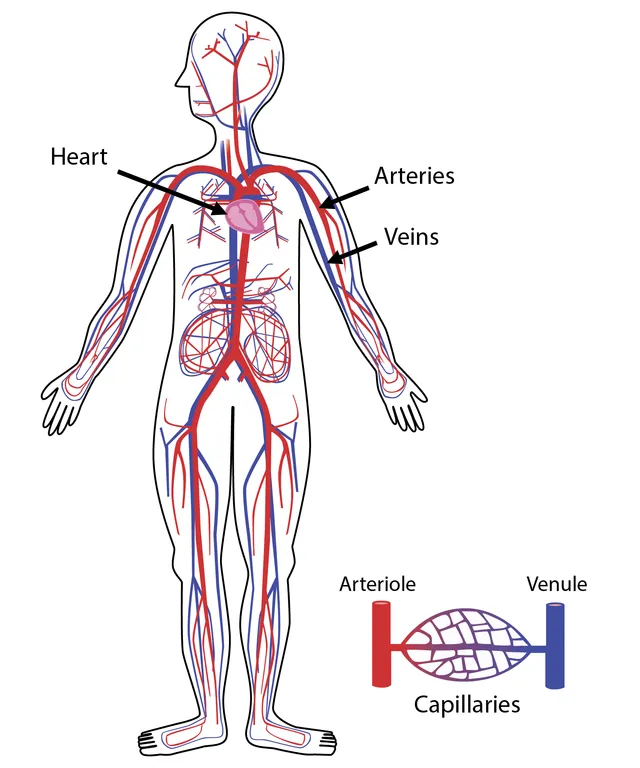 Heart
Arteries
Veins
Arteriole
Venule
Capillaries